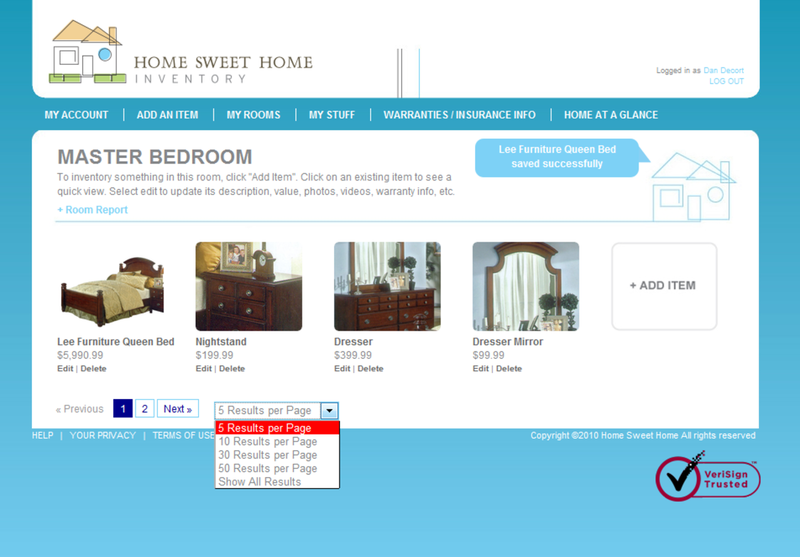 HOME SWEET HOME
INVENTORY
Logged in as Dan Decort
LOG OUT
MY ACCOUNT | ADD AN ITEM | MY ROOMS | MY STUFF | WARRANTIES / INSURANCE INFO | HOME AT A GLANCE
MASTER BEDROOM
To inventory something in this room, click "Add Item". Click on an existing item to see a
quick view. Select edit to update its description, value, photos, videos, warranty info, etc.
+ Room Report
Lee Furniture Queen Bed
saved successfully
Lee Furniture Queen Bed
$5,990.99
Edit | Delete
Nightstand
$199.99
Edit | Delete
Dresser
$399.99
Edit | Delete
Dresser Mirror
$99.99
Edit | Delete
+ ADD ITEM
« Previous 1 2 Next »
5 Results per Page
5 Results per Page
10 Results per Page
30 Results per Page
50 Results per Page
Show All Results
HELP | YOUR PRIVACY | TERMS OF USE
Copyright ©2010 Home Sweet Home All rights reserved
VeriSign
Trusted
TM